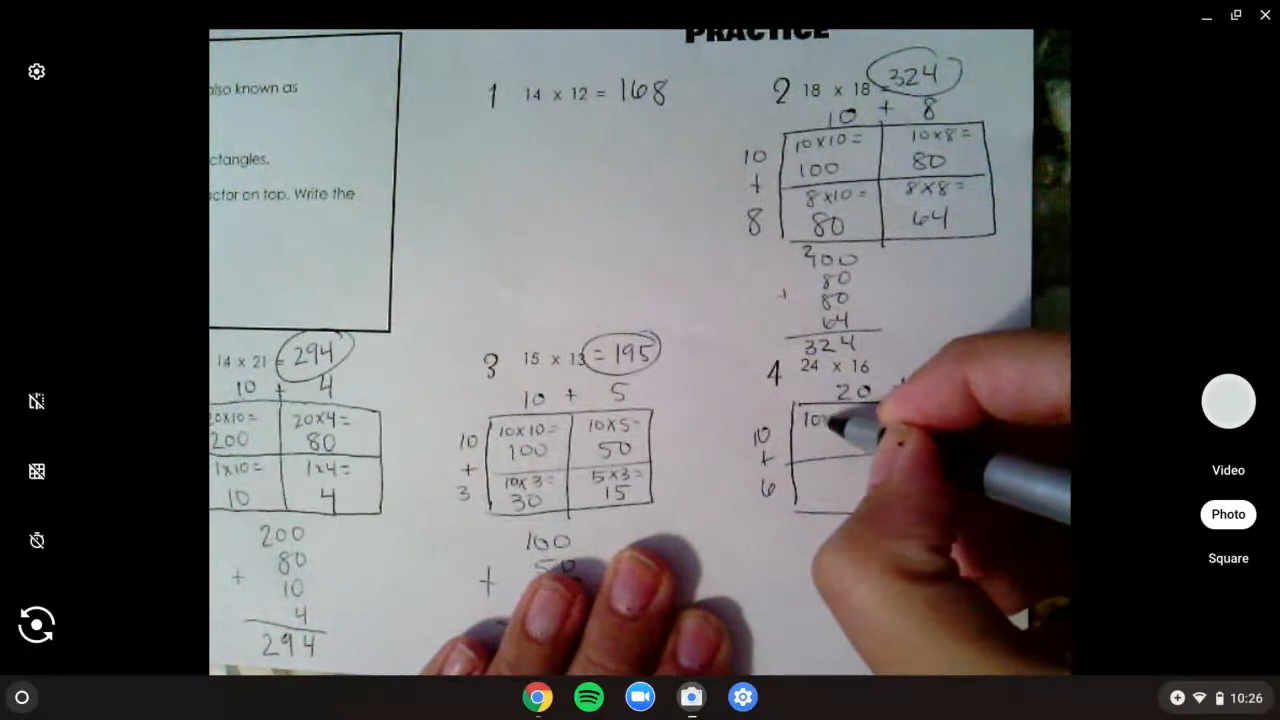 PRACTICE
also known as
ctangles.
ctor on top. Write the
1 14 x 12 = 168
2 18 x 18 = 324
10 + 8
10
+
8
10x10=
100
10x8=
80
8x10=
80
8x8=
64
2
100
80
+ 80
64
324
14 x 21 = 294
10 + 4
20x10=
200
20x4=
80
1x10=
10
1x4=
4
200
80
+ 10
4
294
3 15 x 13 = 195
10 + 5
10
+
3
10x10=
100
10x5=
50
10x3=
30
5x3=
15
100
50
+
4 24 x 16
20 +
10
+
6
10x
Video
Photo
Square
10:26